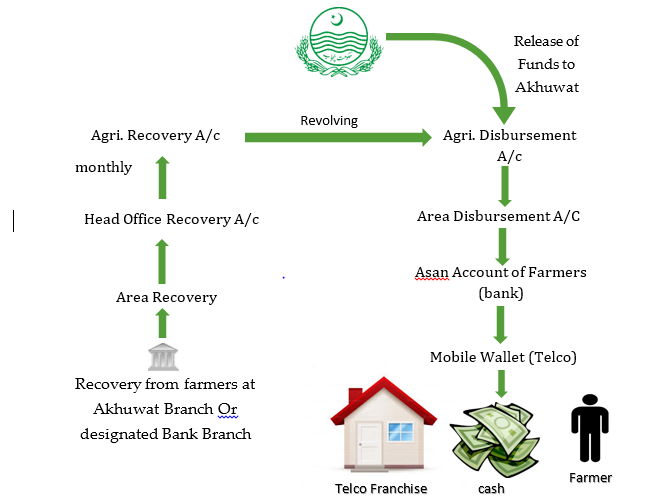 Release of
Funds to
Akhuwat
Revolving
Agri. Recovery A/c
Agri. Disbursement
A/c
monthly
Head Office Recovery A/c
Area Disbursement A/C
Asan Account of Farmers
(bank)
Area Recovery
Mobile Wallet (Telco)
Recovery from farmers at
Akhuwat Branch Or
designated Bank Branch
Telco Franchise
cash
Farmer